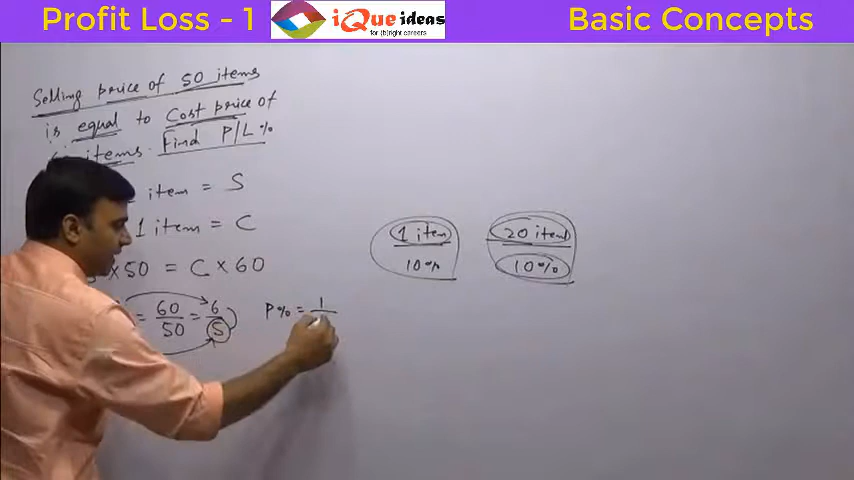 Profit Loss - 1
iQue ideas
for (b)right careers
Basic Concepts
Selling price of 50 items
is equal to Cost price of
items. Find P/L %
item = S
1 item = C
×50 = C × 60
= 60/50 = 6/5
P% = 1
1 item
10%
20 item
10%